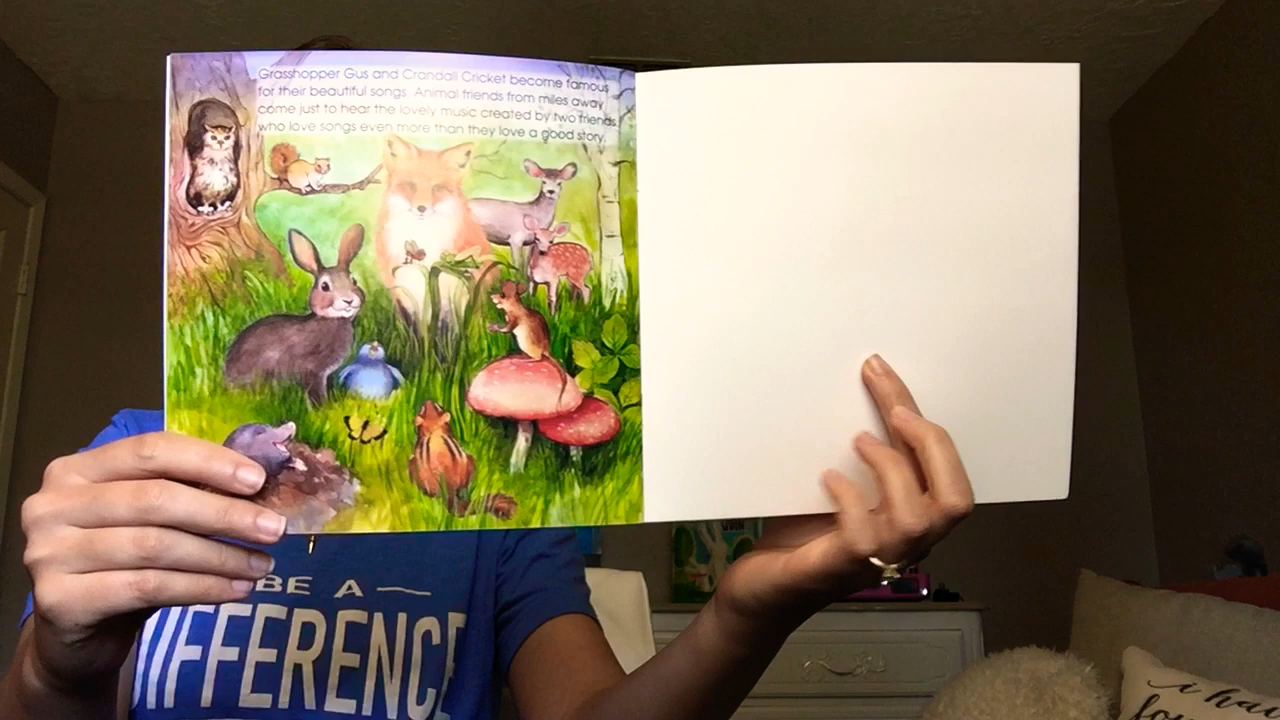 Grasshopper Gus and Crandall Cricket become famous
for their beautiful songs. Animal friends from miles away
come just to hear the lovely music created by two friends
who love songs even more than they love a good story.
BE A
DIFFERENCE
i hav